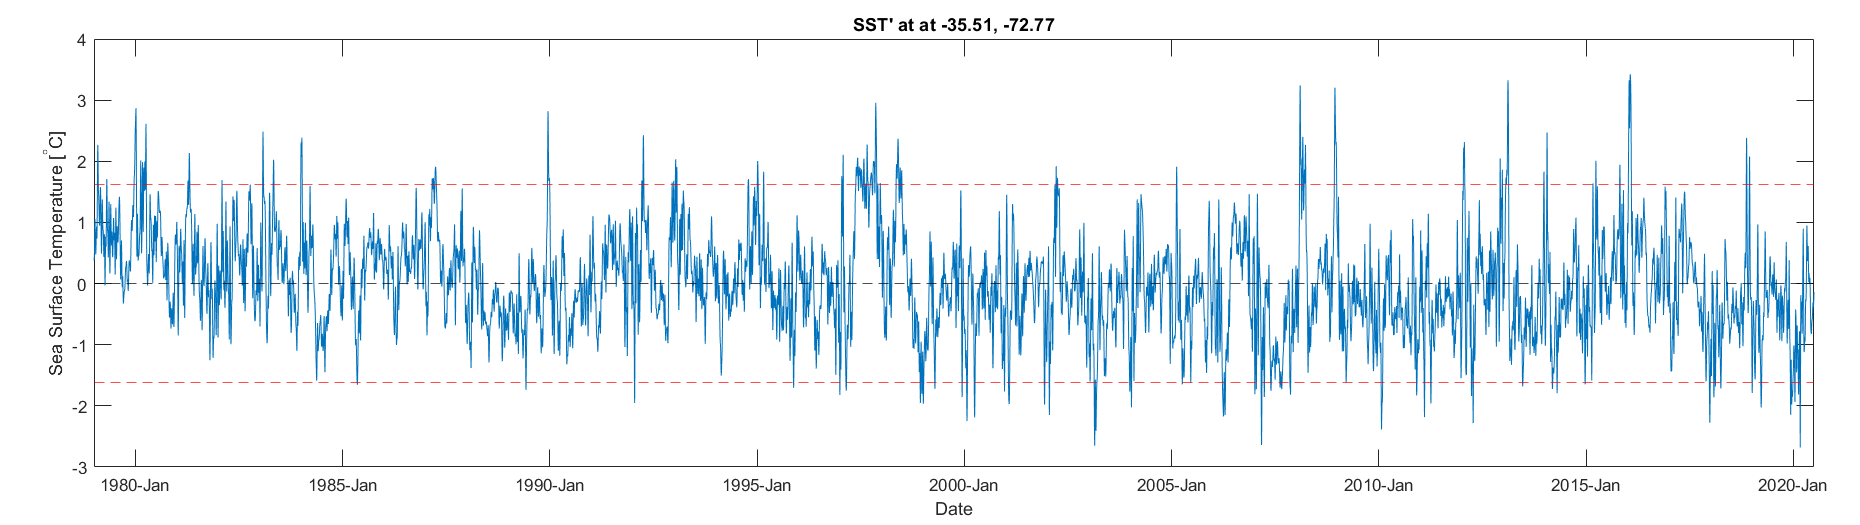 SST' at at -35.51, -72.77
4
3
2
1
0
-1
-2
-3
Sea Surface Temperature [°C]
1980-Jan 1985-Jan 1990-Jan 1995-Jan 2000-Jan 2005-Jan 2010-Jan 2015-Jan 2020-Jan
Date